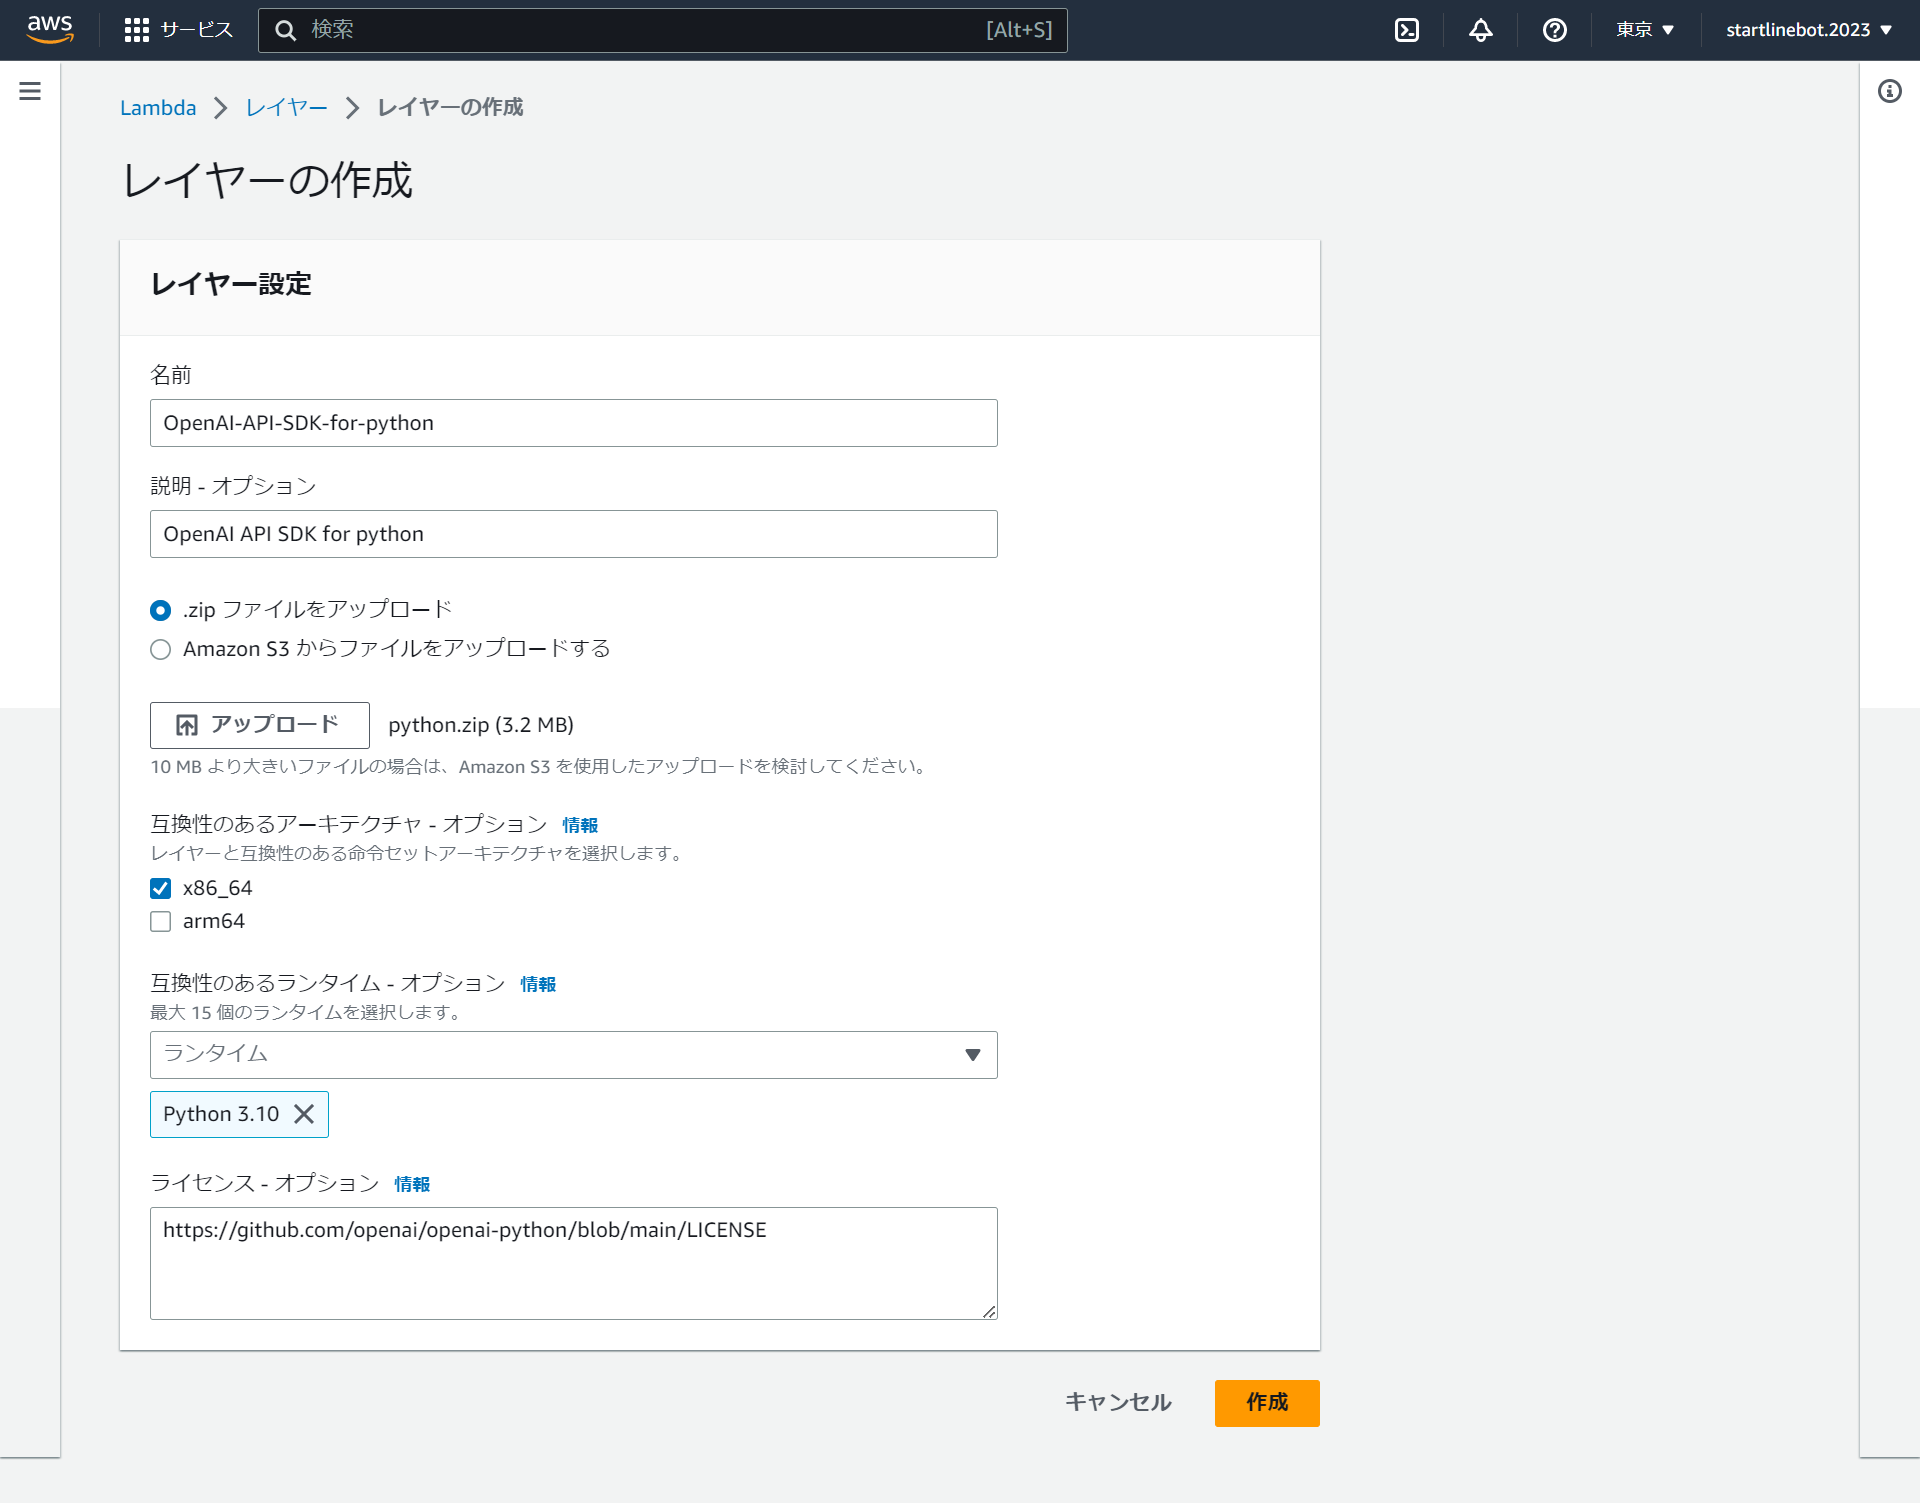 aws サービス 検索 [Alt+S] 東京 startlinebot.2023
Lambda レイヤー レイヤーの作成
レイヤーの作成
レイヤー設定
名前
OpenAI-API-SDK-for-python
説明 - オプション
OpenAI API SDK for python
.zip ファイルをアップロード
Amazon S3 からファイルをアップロードする
アップロード python.zip (3.2 MB)
10 MB より大きいファイルの場合は、Amazon S3 を使用したアップロードを検討してください。
互換性のあるアーキテクチャ - オプション 情報
レイヤーと互換性のある命令セットアーキテクチャを選択します。
x86_64
arm64
互換性のあるランタイム - オプション 情報
最大 15 個のランタイムを選択します。
ランタイム
Python 3.10
ライセンス - オプション 情報
https://github.com/openai/openai-python/blob/main/LICENSE
キャンセル 作成